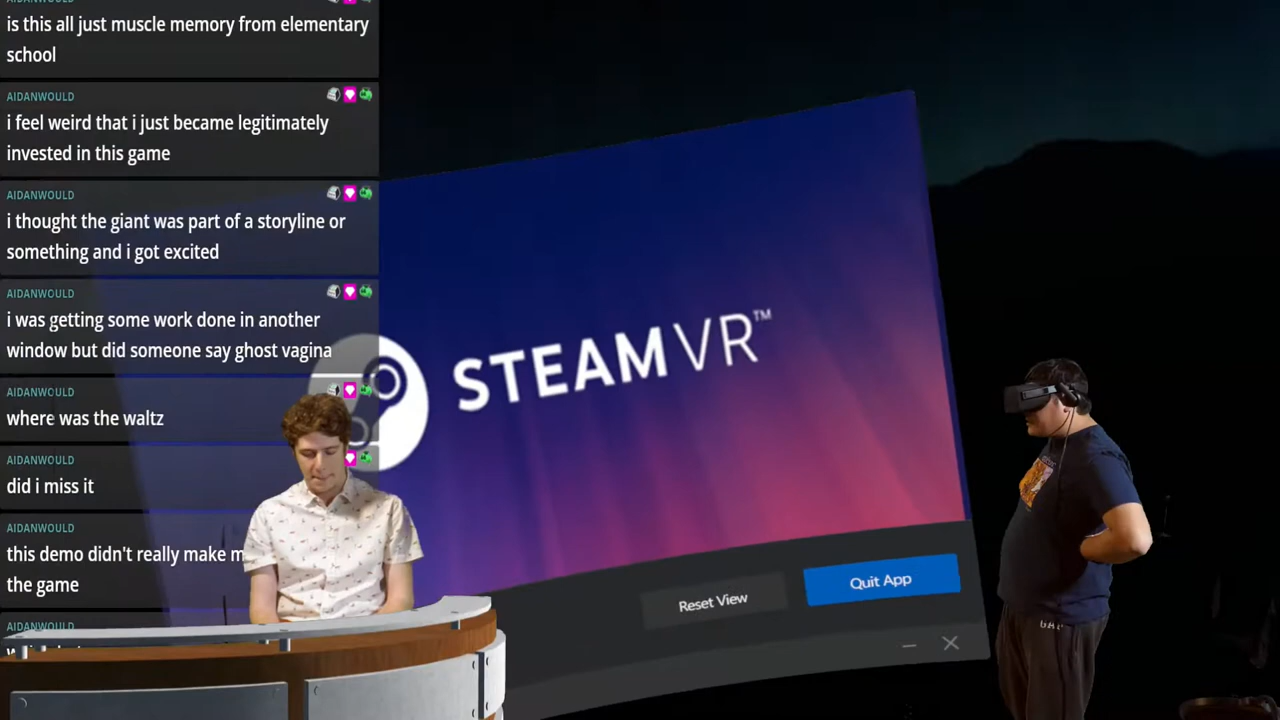 is this all just muscle memory from elementary
school
AIDANWOULD
i feel weird that i just became legitimately
invested in this game
AIDANWOULD
i thought the giant was part of a storyline or
something and i got excited
AIDANWOULD
i was getting some work done in another
window but did someone say ghost vagina
AIDANWOULD
where was the waltz
AIDANWOULD
did i miss it
AIDANWOULD
this demo didn't really make m
the game
AIDANWOULD
STEAMVR™
Reset View
Quit App